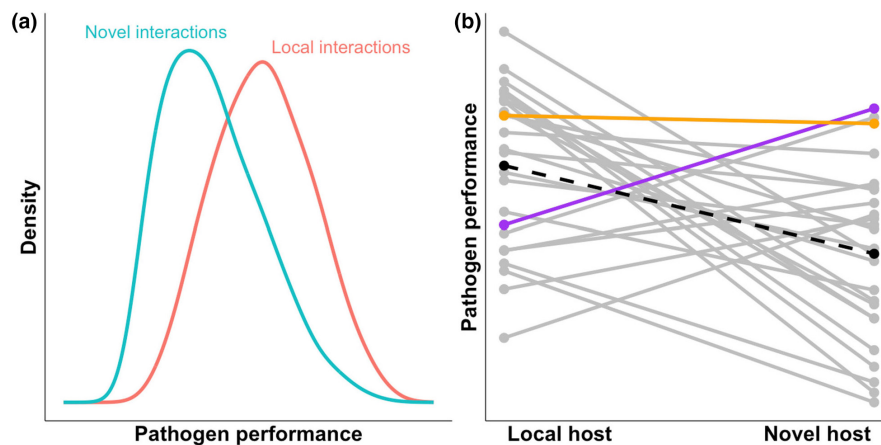 (a)
Novel interactions
Local interactions
Density
Pathogen performance
(b)
Pathogen performance
Local host
Novel host